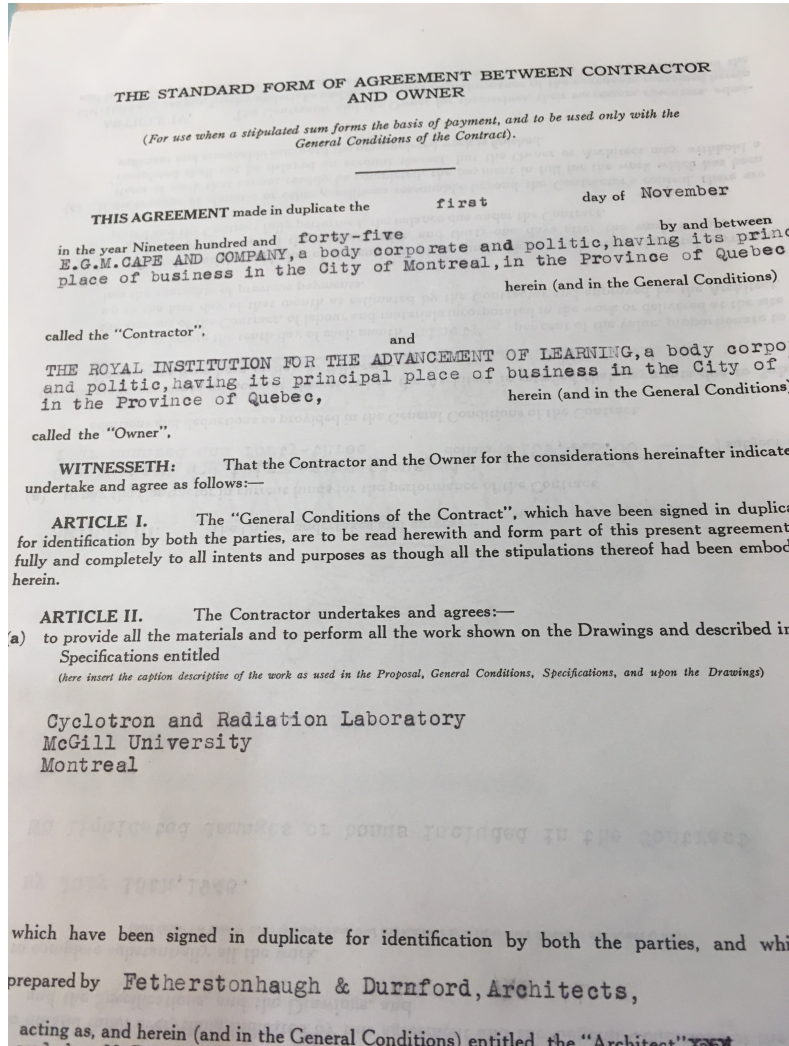 THE STANDARD FORM OF AGREEMENT BETWEEN CONTRACTOR
AND OWNER
(For use when a stipulated sum forms the basis of payment, and to be used only with the
General Conditions of the Contract).
THIS AGREEMENT made in duplicate the first day of November
in the year Nineteen hundred and forty-five by and between
E.G.M.CAPE AND COMPANY,a body corporate and politic,having its princ
place of business in the City of Montreal,in the Province of Quebec
herein (and in the General Conditions)
called the "Contractor",
and
THE ROYAL INSTITUTION FOR THE ADVANCEMENT OF LEARNING,a body corpo
and politic,having its principal place of business in the City of
in the Province of Quebec, herein (and in the General Conditions)
called the "Owner",
WITNESSETH: That the Contractor and the Owner for the considerations hereinafter indicate
undertake and agree as follows:—
ARTICLE I. The "General Conditions of the Contract", which have been signed in duplica
for identification by both the parties, are to be read herewith and form part of this present agreement
fully and completely to all intents and purposes as though all the stipulations thereof had been embod
herein.
ARTICLE II. The Contractor undertakes and agrees:—
(a) to provide all the materials and to perform all the work shown on the Drawings and described in
Specifications entitled
(here insert the caption descriptive of the work as used in the Proposal, General Conditions, Specifications, and upon the Drawings)
Cyclotron and Radiation Laboratory
McGill University
Montreal
which have been signed in duplicate for identification by both the parties, and whi
prepared by Fetherstonhaugh & Durnford,Architects,
acting as, and herein (and in the General Conditions) entitled the "Architect"